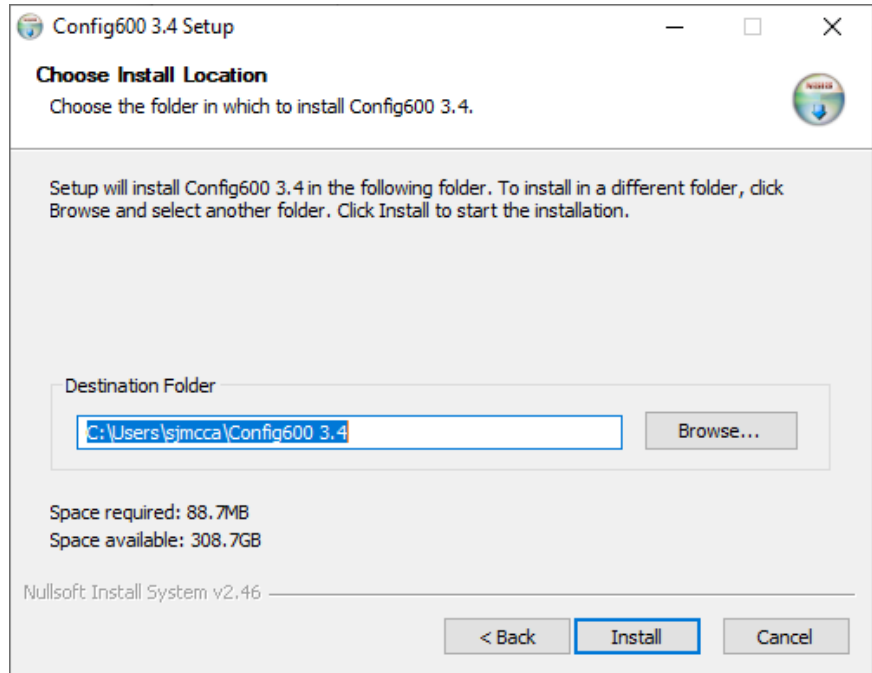 Config600 3.4 Setup
Choose Install Location
Choose the folder in which to install Config600 3.4.
Setup will install Config600 3.4 in the following folder. To install in a different folder, click
Browse and select another folder. Click Install to start the installation.
Destination Folder
C:\Users\sjmcca\Config600 3.4
Browse...
Space required: 88.7MB
Space available: 308.7GB
Nullsoft Install System v2.46
< Back
Install
Cancel